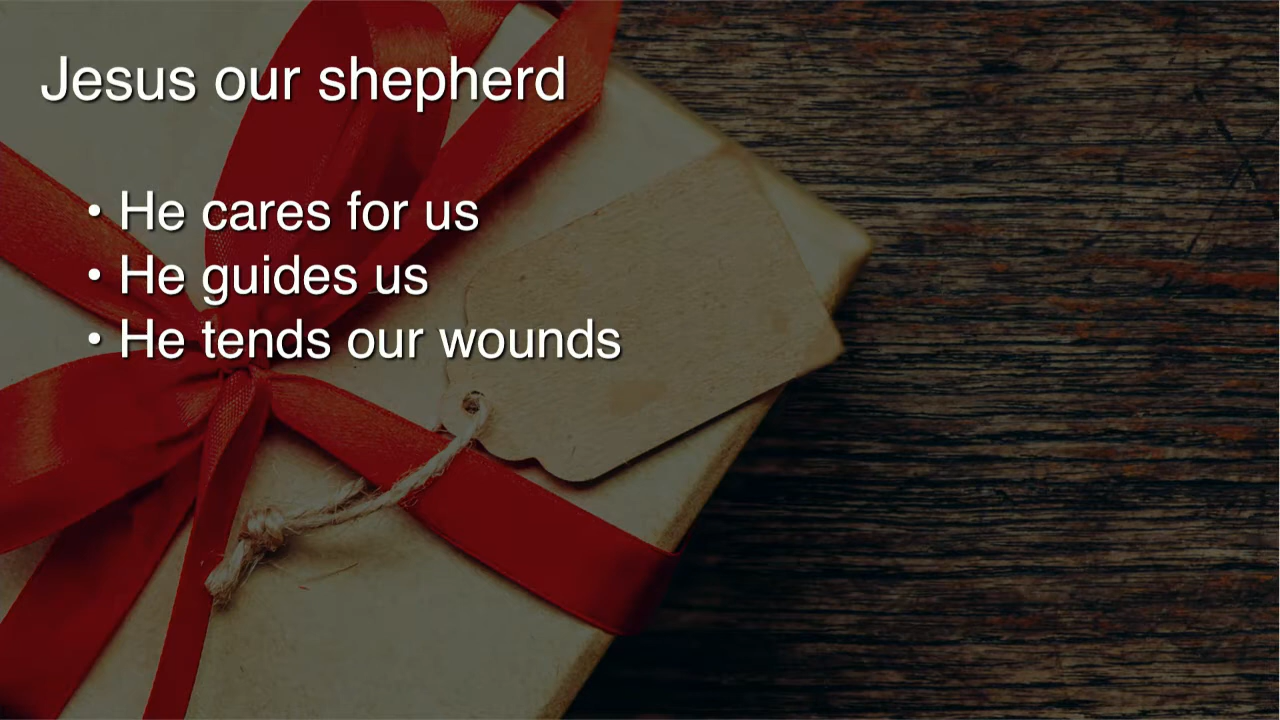 Jesus our shepherd
• He cares for us
• He guides us
• He tends our wounds